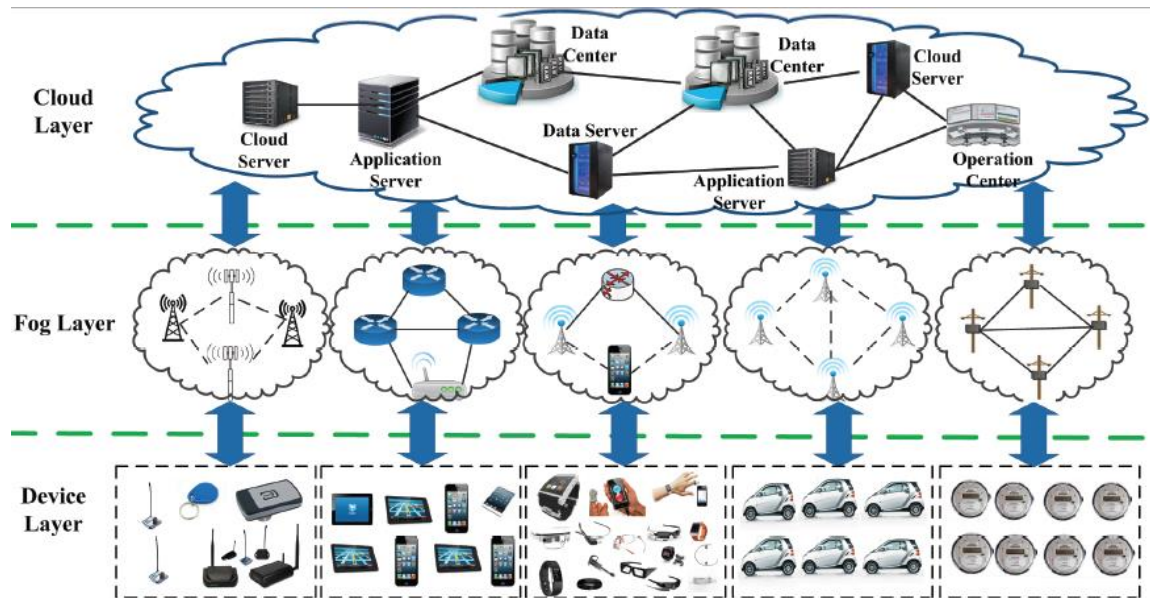 Cloud
Layer
Data
Center
Data
Center
Cloud
Server
Cloud
Server
Application
Server
Data Server
Application
Server
Operation
Center
Fog Layer
Device
Layer